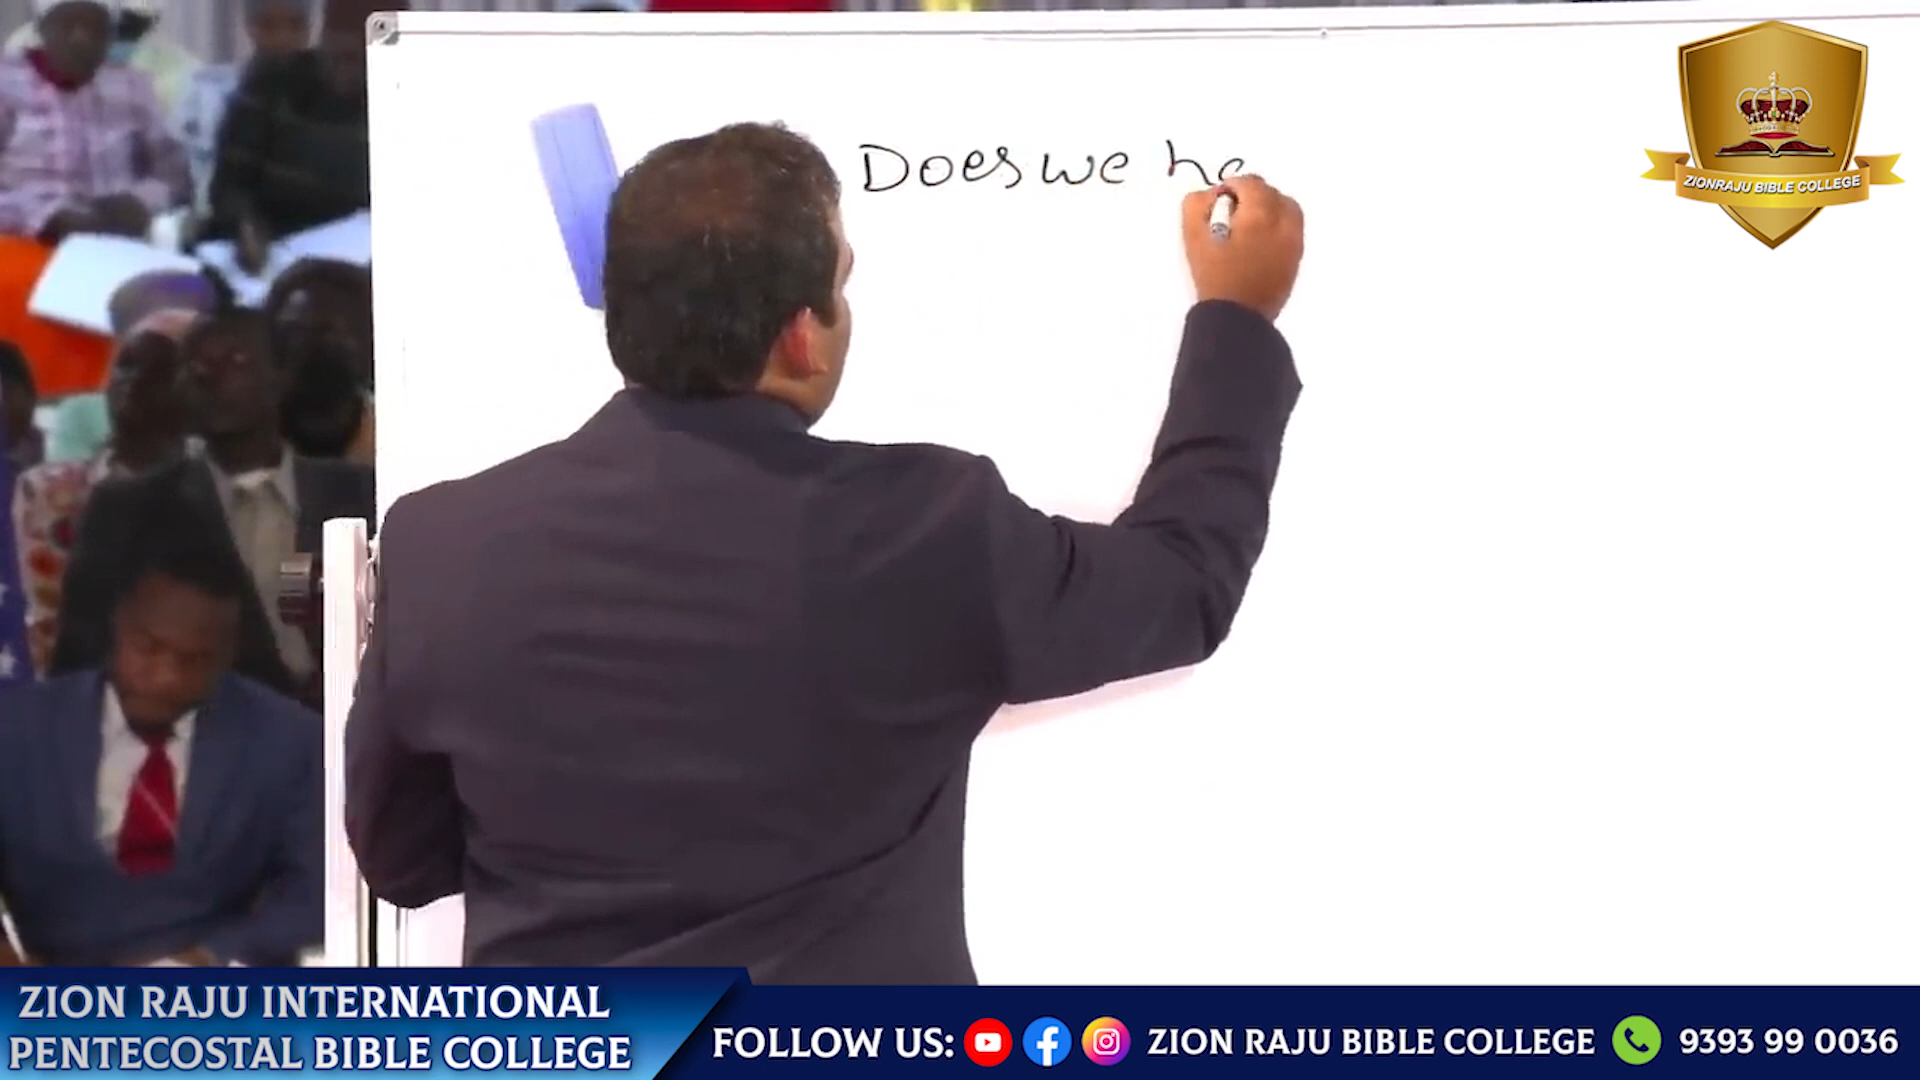 Does we he
ZIONRAJU BIBLE COLLEGE
ZION RAJU INTERNATIONAL
PENTECOSTAL BIBLE COLLEGE
FOLLOW US: ZION RAJU BIBLE COLLEGE 9393 99 0036